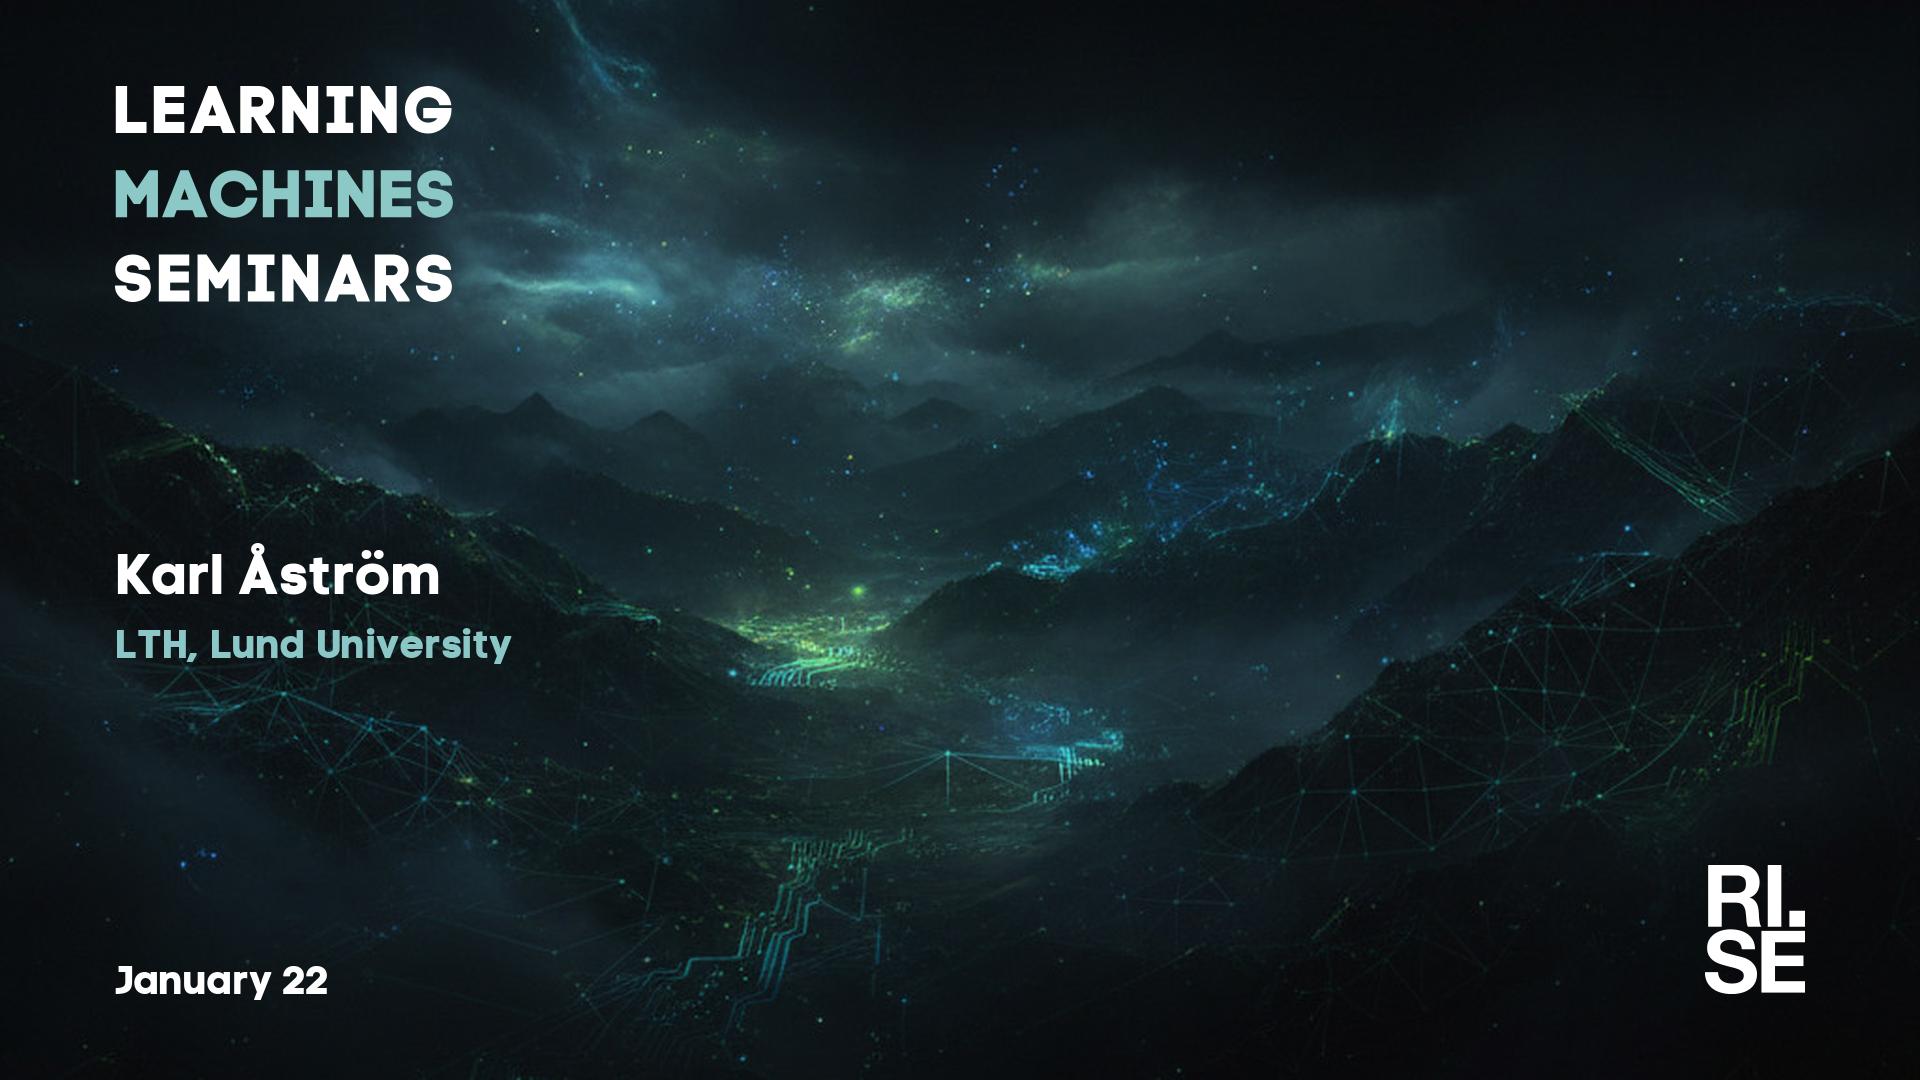 LEARNING
MACHINES
SEMINARS
Karl Åström
LTH, Lund University
January 22
RI.
SE